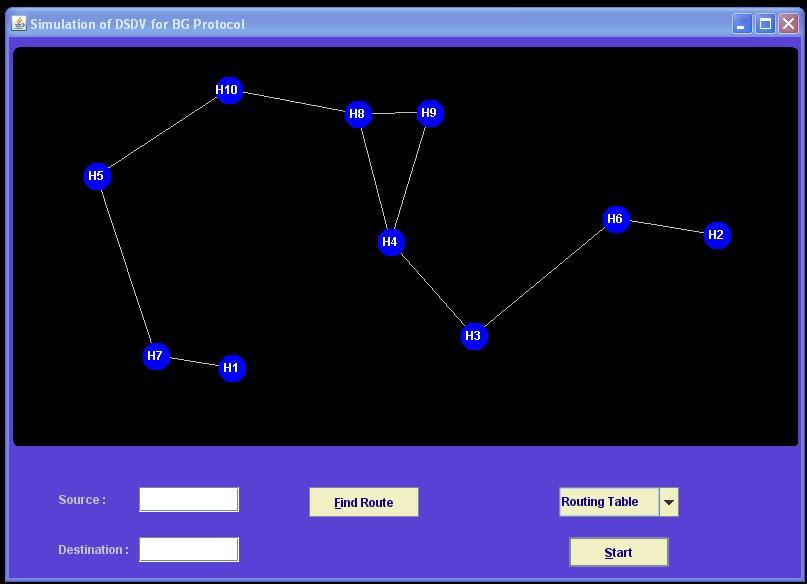 Simulation of DSDV for BG Protocol
H10
H8
H9
H5
H6
H2
H4
H3
H7
H1
Source :
Find Route
Routing Table
Destination :
Start